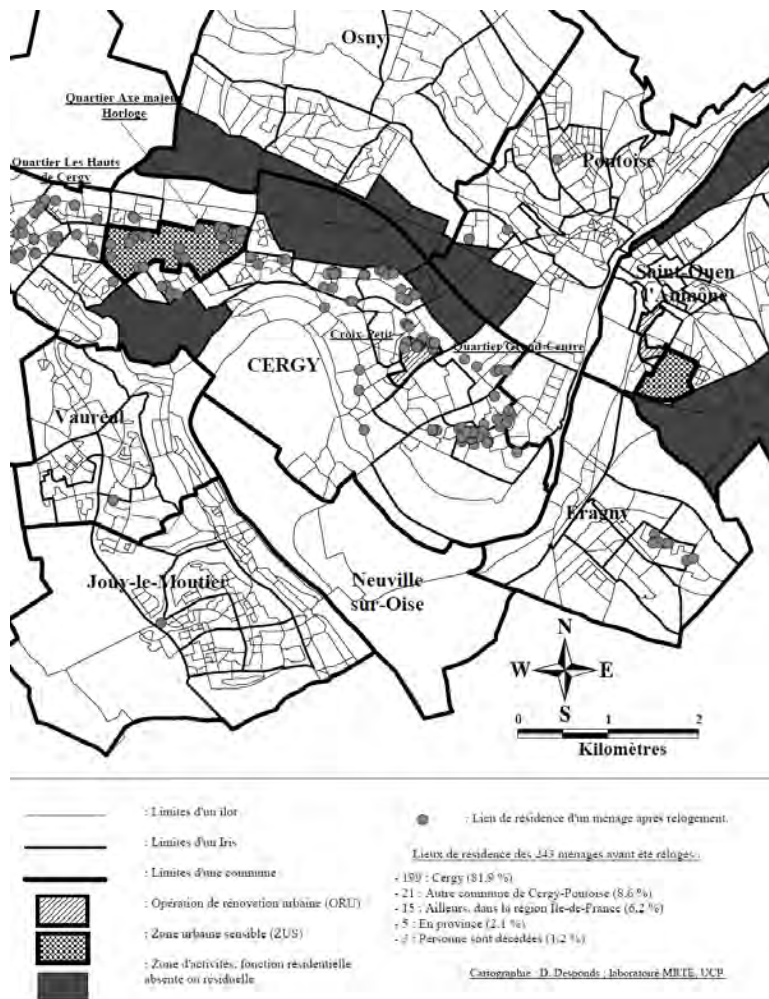 Osny
Quartier Axe majeur
Horloge
Pontoise
Quartier Les Hauts
de Cergy
Saint-Ouen
l'Aumône
Croix-Petit
Quartier Grand-Centre
CERGY
Vauréal
Eragny
Jouy-le-Moutier
Neuville
sur-Oise
N
W E
S
0 1 2
Kilomètres
: Limites d'un ilot
: Limites d'un Iris
: Limites d'une commune
: Opération de rénovation urbaine (ORU)
: Zone urbaine sensible (ZUS)
: Zone d'activités, fonction résidentielle
absente ou résiduelle
: Lieu de résidence d'un ménage après relogement.
Lieux de résidence des 243 ménages ayant été relogés :
- 199 : Cergy (81.9 %)
- 21 : Autre commune de Cergy-Pontoise (8.6 %)
- 15 : Ailleurs, dans la région Île-de-France (6.2 %)
- 5 : En province (2.1 %)
- 3 : Personne sont décédées (1.2 %)
Cartographie : D. Desponds ; laboratoire MRTE, UCP